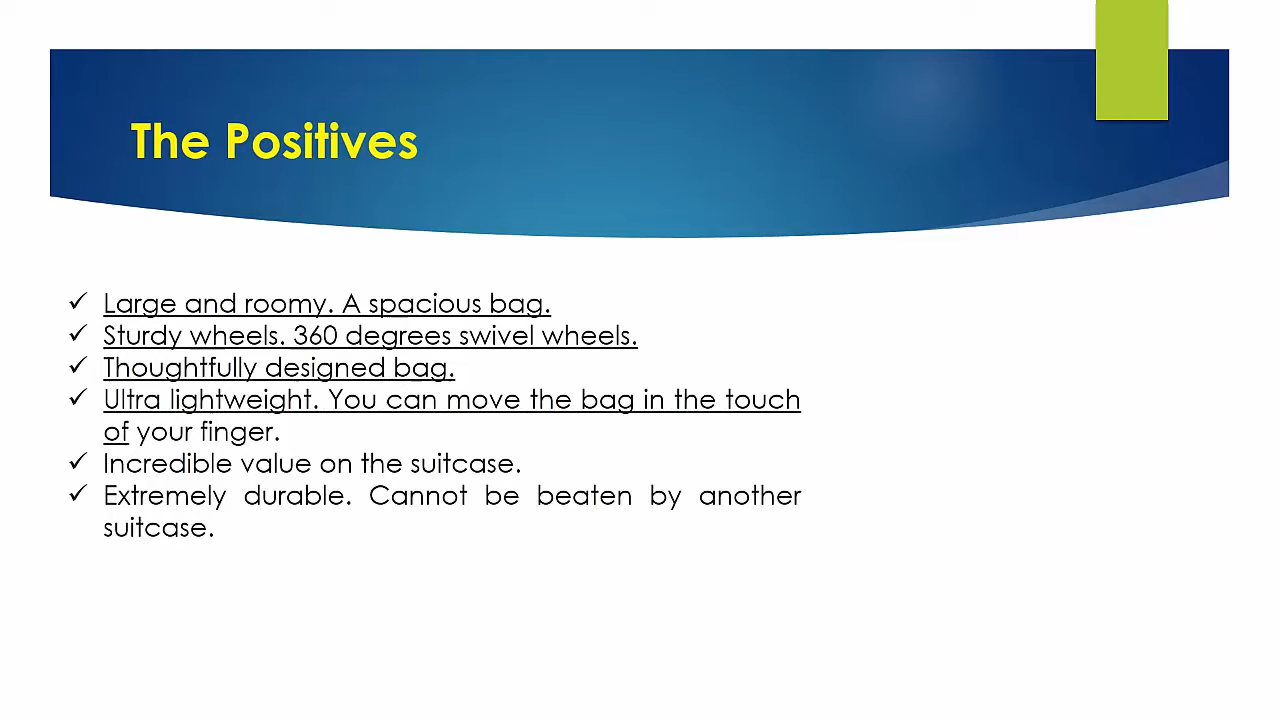 The Positives
✓ Large and roomy. A spacious bag.
✓ Sturdy wheels. 360 degrees swivel wheels.
✓ Thoughtfully designed bag.
✓ Ultra lightweight. You can move the bag in the touch
of your finger.
✓ Incredible value on the suitcase.
✓ Extremely durable. Cannot be beaten by another
suitcase.